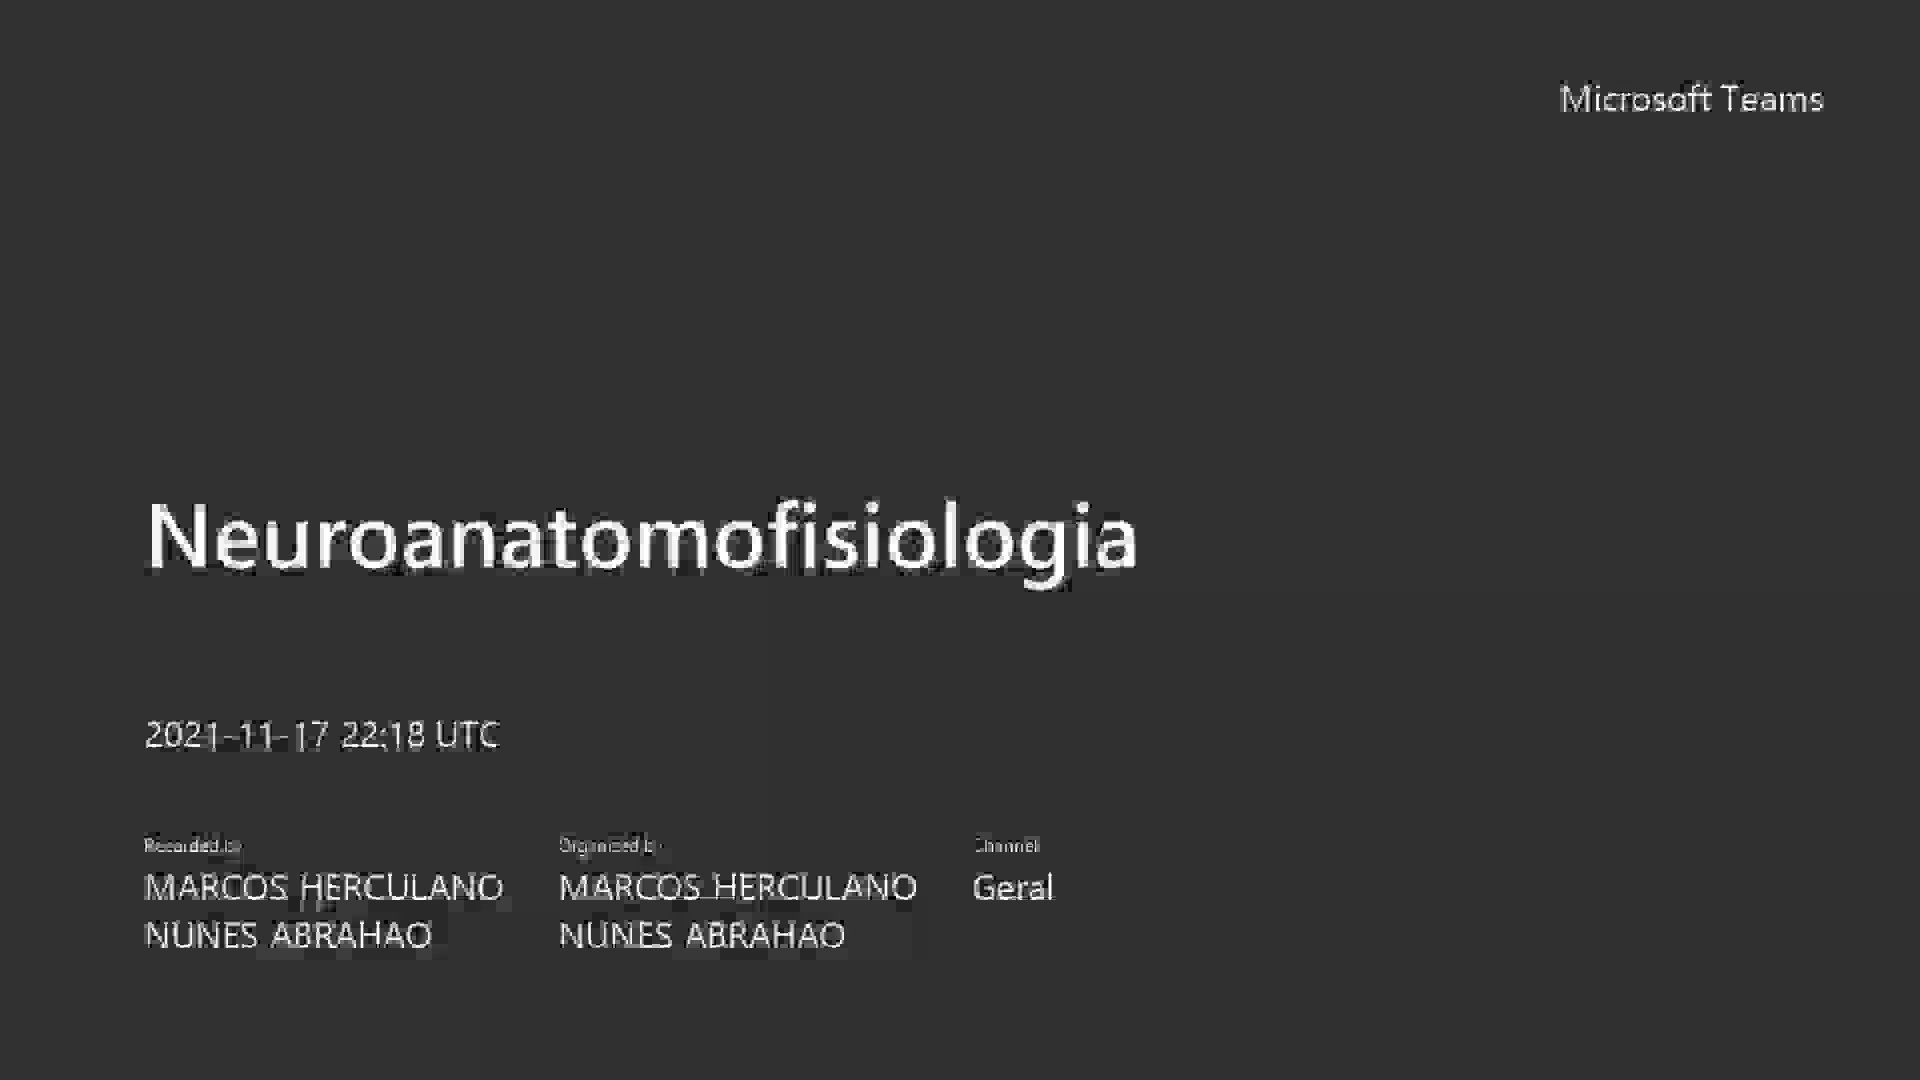 Microsoft Teams
Neuroanatomofisiologia
2021-11-17 22:18 UTC
Recorded by
MARCOS HERCULANO
NUNES ABRAHAO
Organized by
MARCOS HERCULANO
NUNES ABRAHAO
Channel
Geral